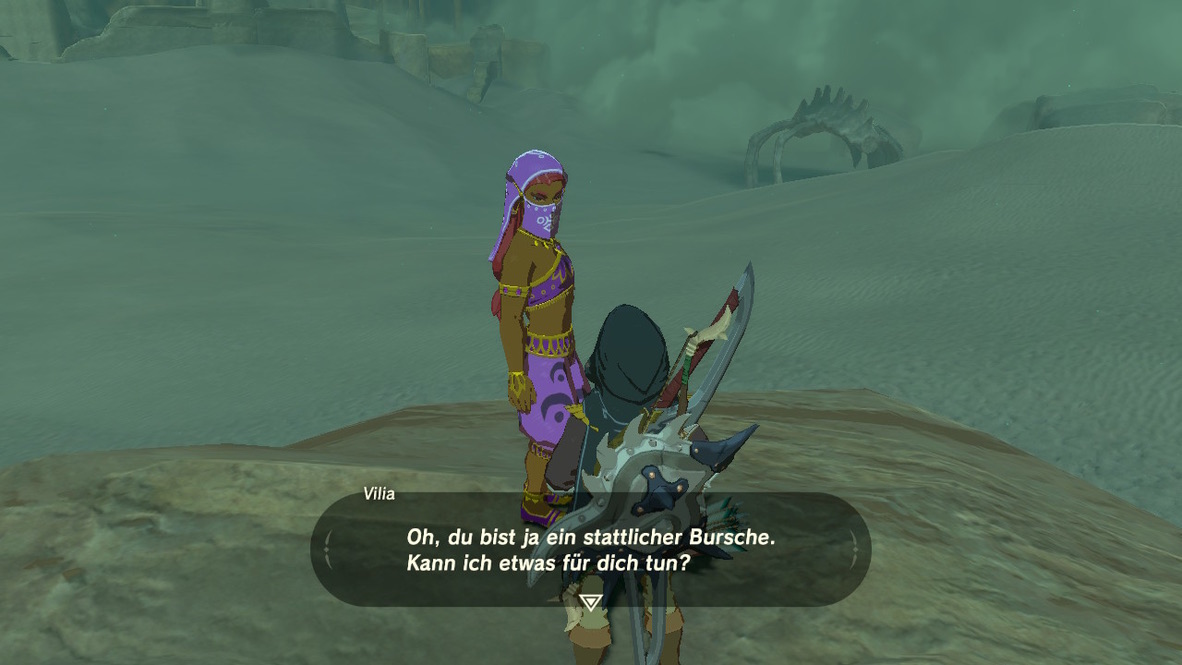 Vilia
Oh, du bist ja ein stattlicher Bursche.
Kann ich etwas für dich tun?